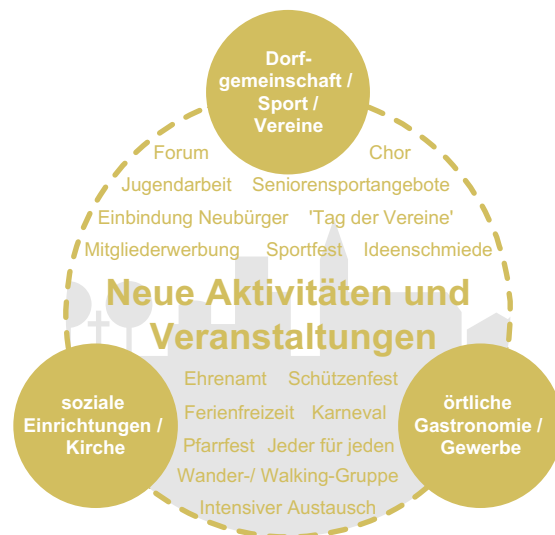 Dorf-
gemeinschaft /
Sport /
Vereine
Forum Chor
Jugendarbeit Seniorensportangebote
Einbindung Neubürger 'Tag der Vereine'
Mitgliederwerbung Sportfest Ideenschmiede
Neue Aktivitäten und
Veranstaltungen
Ehrenamt Schützenfest
Ferienfreizeit Karneval
Pfarrfest Jeder für jeden
Wander-/ Walking-Gruppe
Intensiver Austausch
soziale
Einrichtungen /
Kirche
örtliche
Gastronomie /
Gewerbe